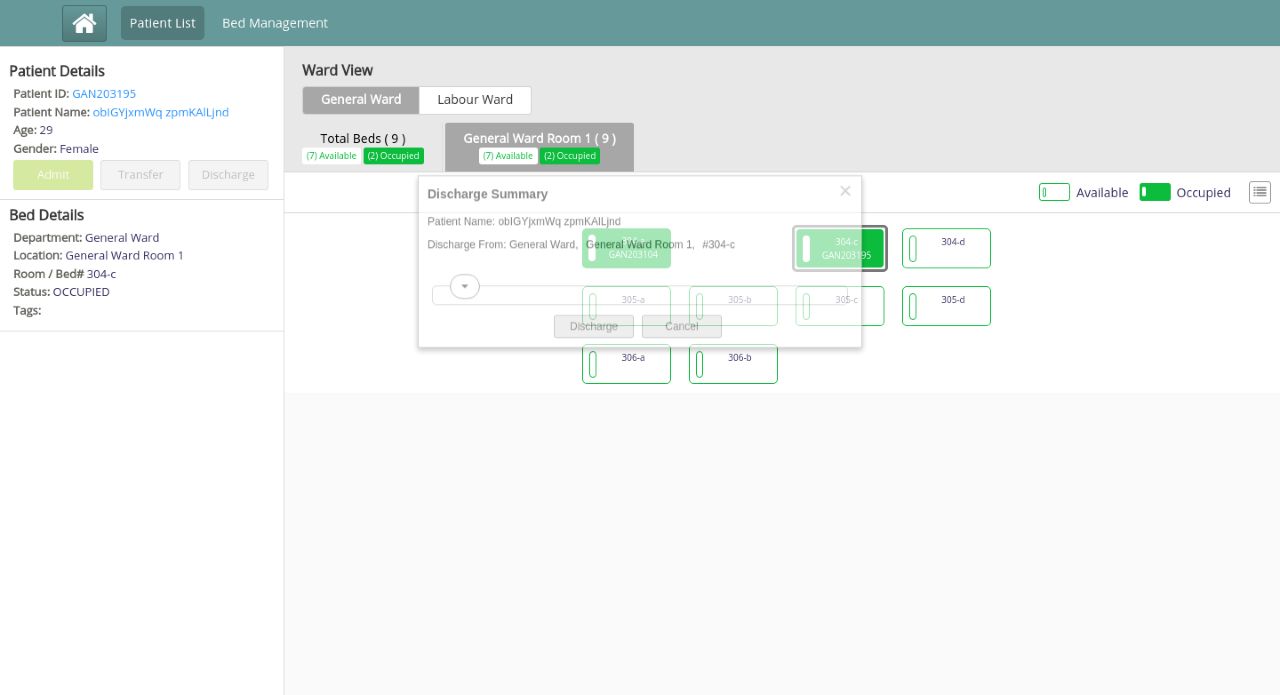 Patient List
Bed Management
Patient Details
Patient ID: GAN203195
Patient Name: obIGYjxmWq zpmKAlLjnd
Age: 29
Gender: Female
Admit
Transfer
Discharge
Bed Details
Department: General Ward
Location: General Ward Room 1
Room / Bed# 304-c
Status: OCCUPIED
Tags:
Ward View
General Ward
Labour Ward
Total Beds ( 9 )
(7) Available
(2) Occupied
General Ward Room 1 ( 9 )
(7) Available
(2) Occupied
Available
Occupied
Discharge Summary
Patient Name: obIGYjxmWq zpmKAlLjnd
Discharge From: General Ward, General Ward Room 1, #304-c
Discharge
Cancel
GAN203104
304-c
GAN203195
304-d
305-a
305-b
305-c
305-d
306-a
306-b